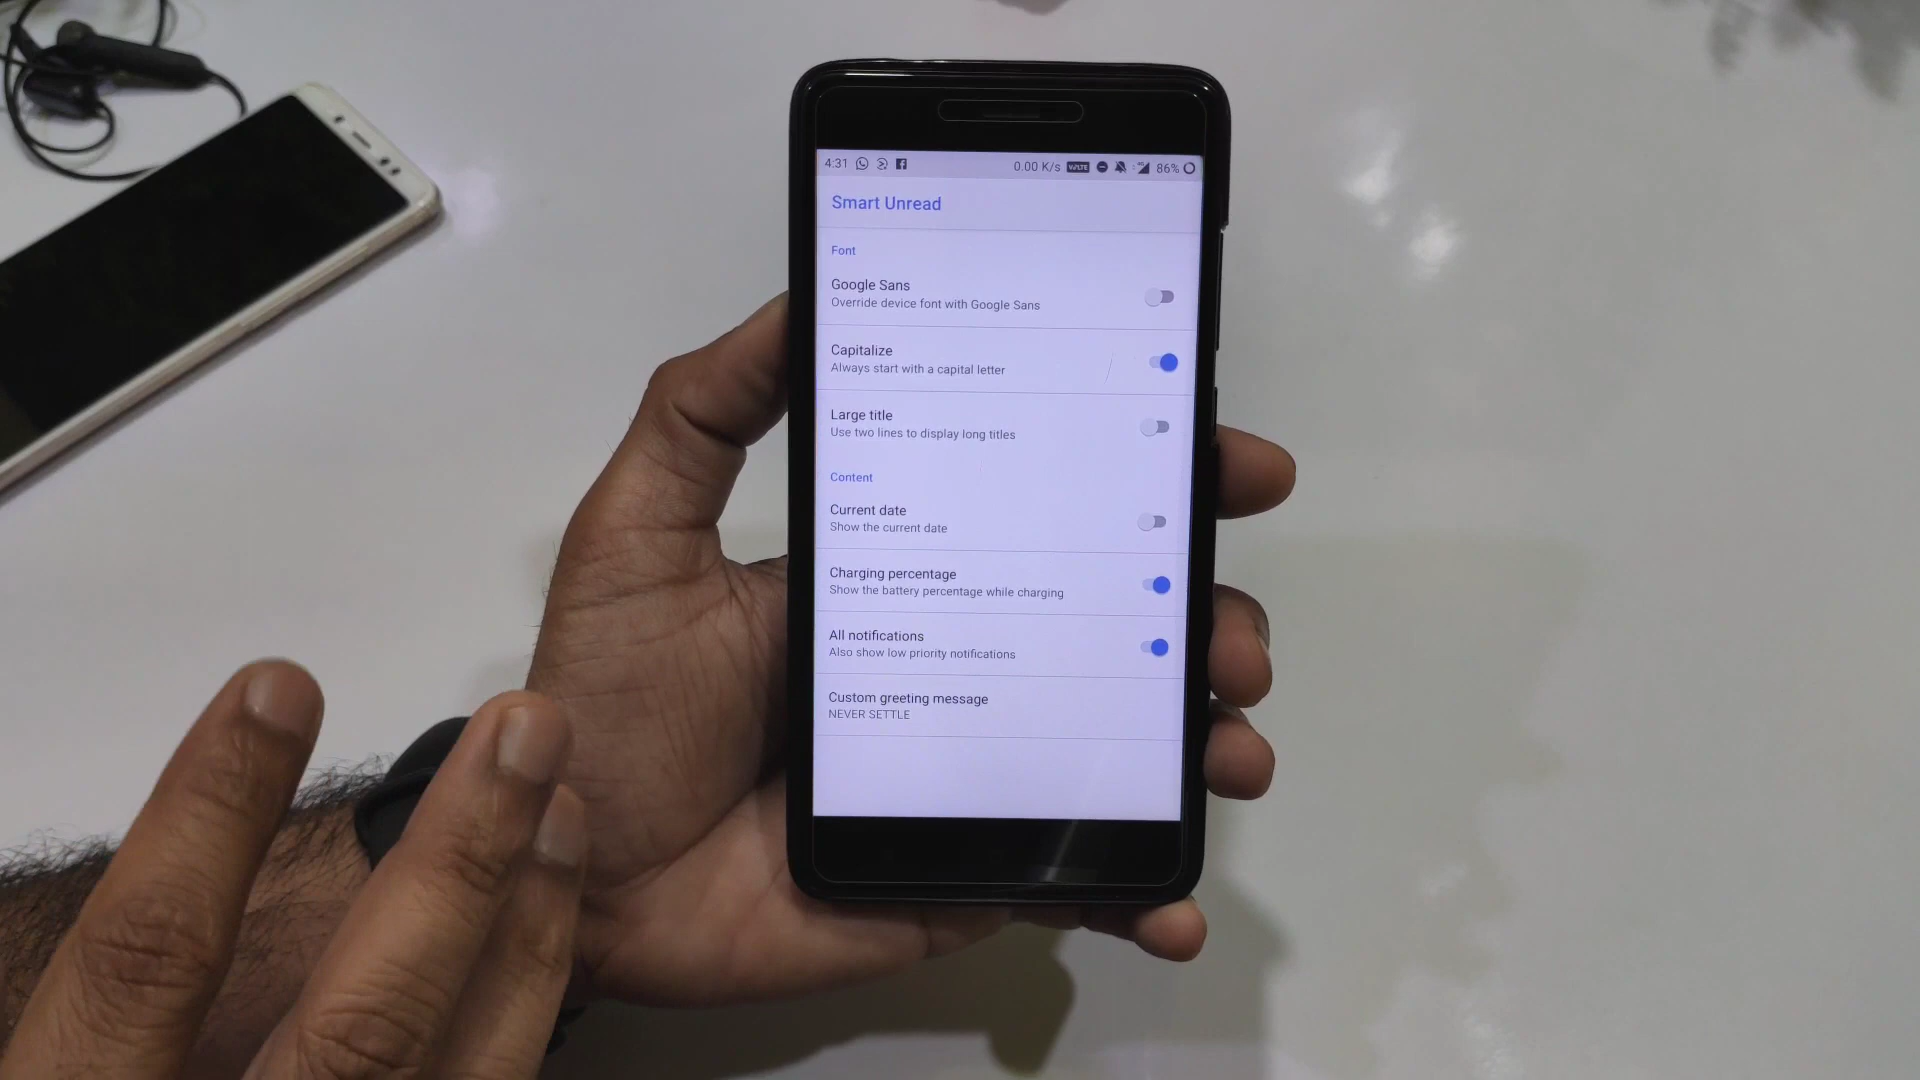 4:31 0.00 K/s VoLTE 4G 86%
Smart Unread
Font
Google Sans
Override device font with Google Sans
Capitalize
Always start with a capital letter
Large title
Use two lines to display long titles
Content
Current date
Show the current date
Charging percentage
Show the battery percentage while charging
All notifications
Also show low priority notifications
Custom greeting message
NEVER SETTLE